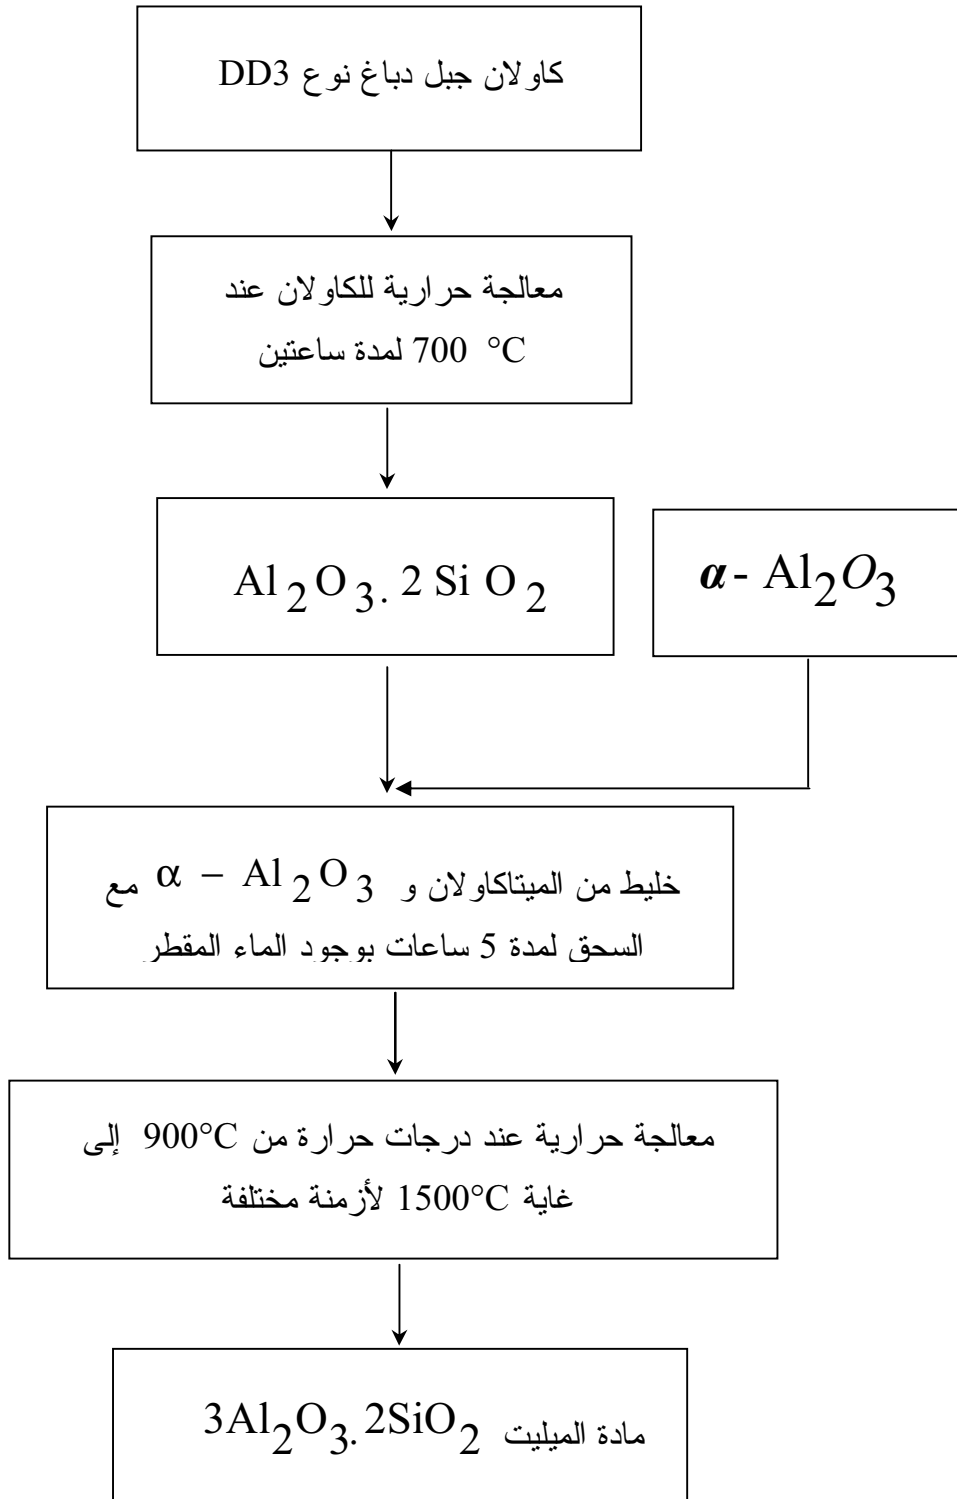 كاولان جبل دباغ نوع DD3
معالجة حرارية للكاولان عند
700 °C لمدة ساعتين
Al2O3. 2 Si O2
α- Al2O3
خليط من الميتاكاولان و α – Al2O3 مع
السحق لمدة 5 ساعات بوجود الماء المقطر
معالجة حرارية عند درجات حرارة من 900°C إلى
غاية 1500°C لأزمنة مختلفة
مادة الميليت 3Al2O3.2SiO2